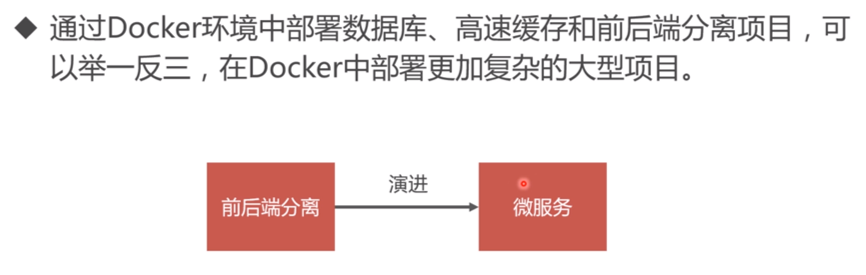 ◆ 通过Docker环境中部署数据库、高速缓存和前后端分离项目，可
以举一反三，在Docker中部署更加复杂的大型项目。
演进
前后端分离
微服务